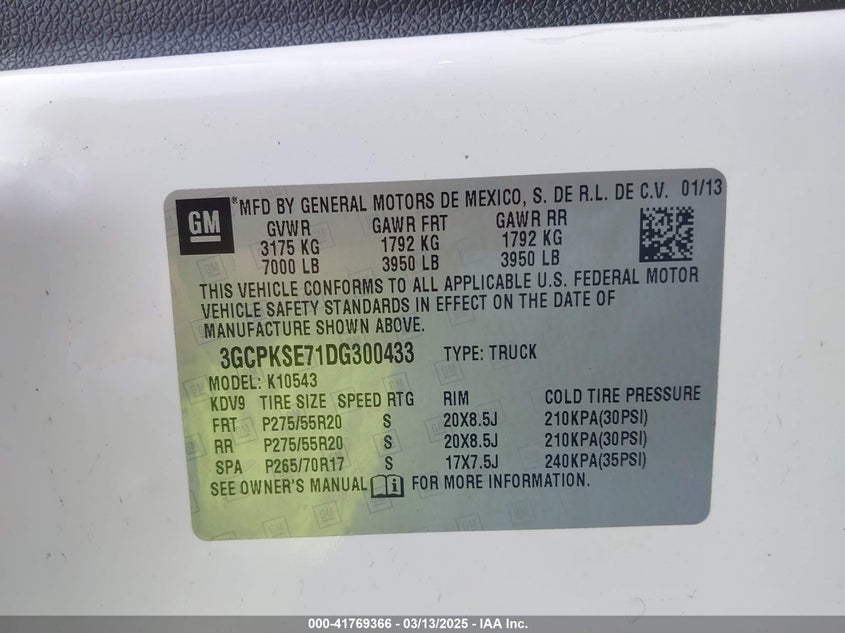 GM ® MFD BY GENERAL MOTORS DE MEXICO, S. DE R.L. DE C.V. 01/13
GVWR GAWR FRT GAWR RR
3175 KG 1792 KG 1792 KG
7000 LB 3950 LB 3950 LB
THIS VEHICLE CONFORMS TO ALL APPLICABLE U.S. FEDERAL MOTOR
VEHICLE SAFETY STANDARDS IN EFFECT ON THE DATE OF
MANUFACTURE SHOWN ABOVE.
3GCPKSE71DG300433 TYPE: TRUCK
MODEL: K10543
KDV9 TIRE SIZE SPEED RTG RIM COLD TIRE PRESSURE
FRT P275/55R20 S 20X8.5J 210KPA(30PSI)
RR P275/55R20 S 20X8.5J 210KPA(30PSI)
SPA P265/70R17 S 17X7.5J 240KPA(35PSI)
SEE OWNER'S MANUAL FOR MORE INFORMATION.
000-41769366 - 03/13/2025 - IAA Inc.